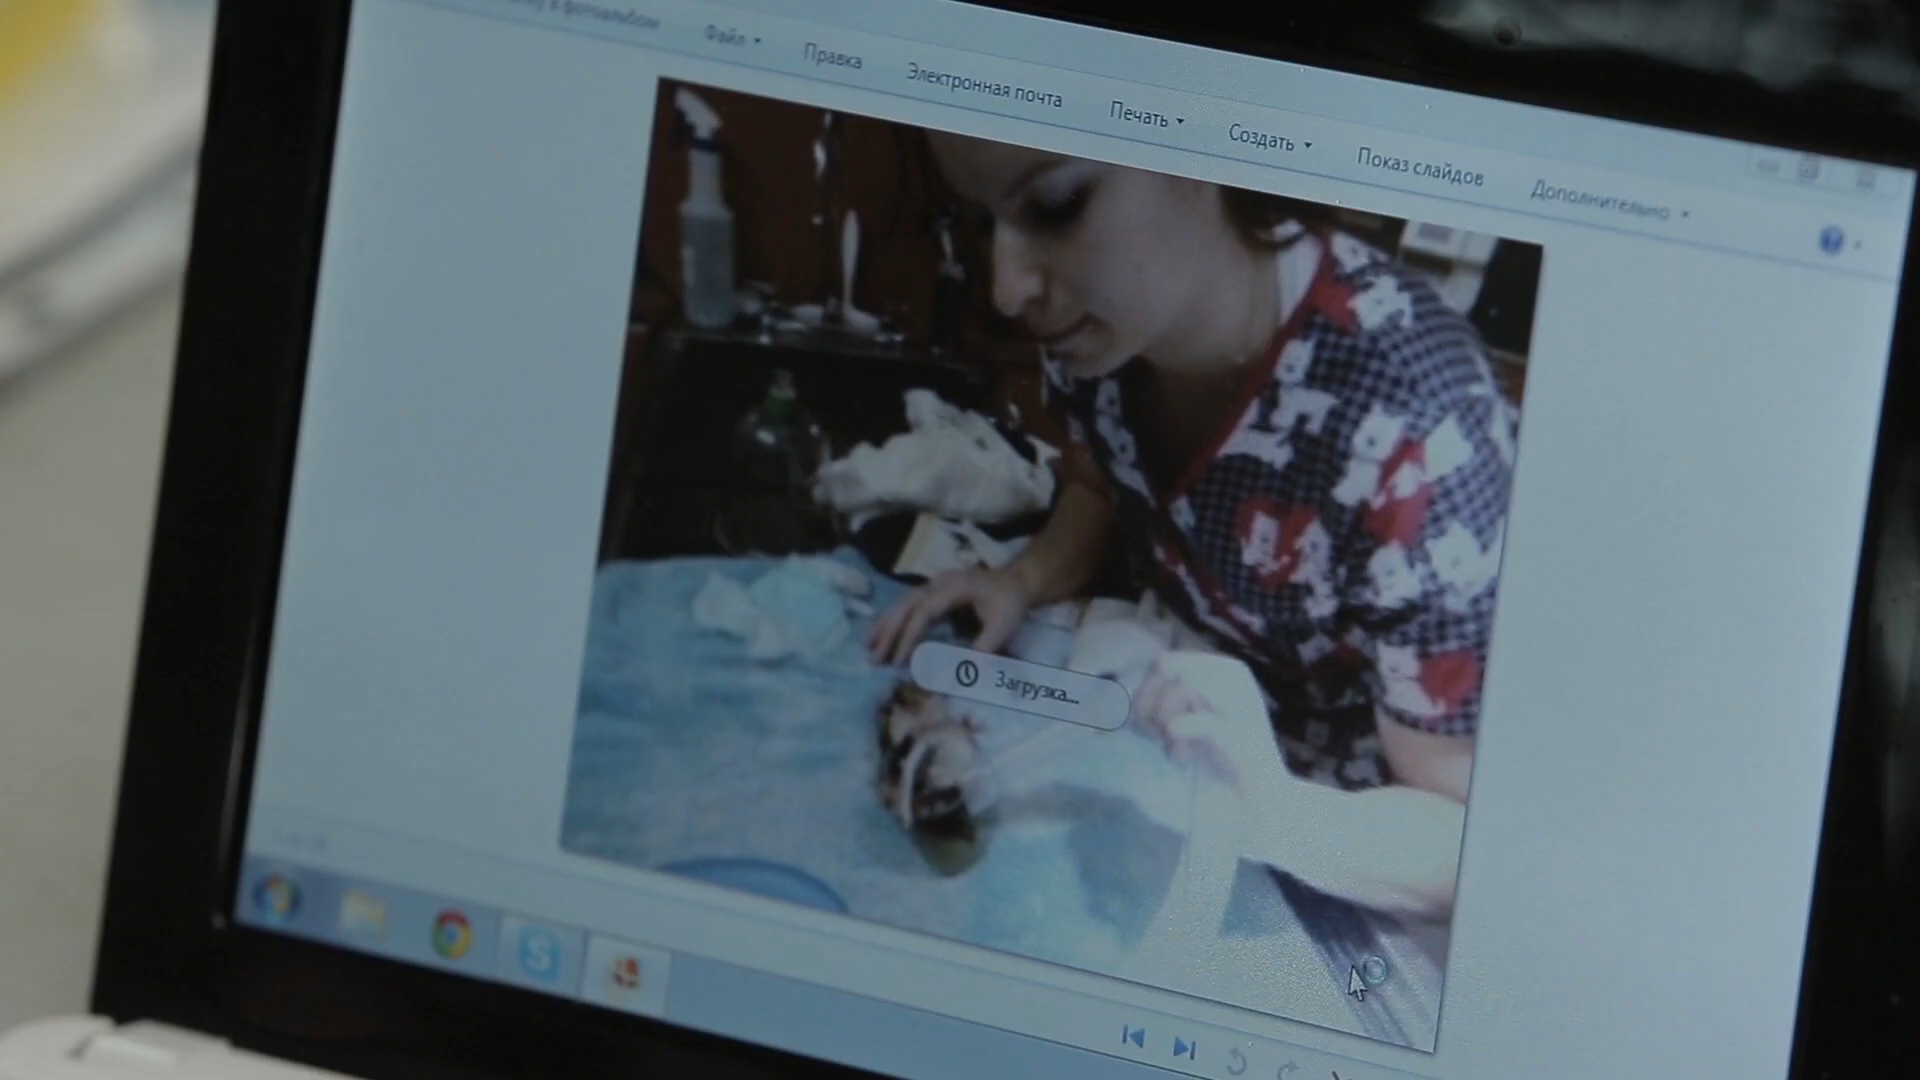 Файл
Правка
Электронная почта
Печать
Создать
Показ слайдов
Дополнительно
Загрузка...